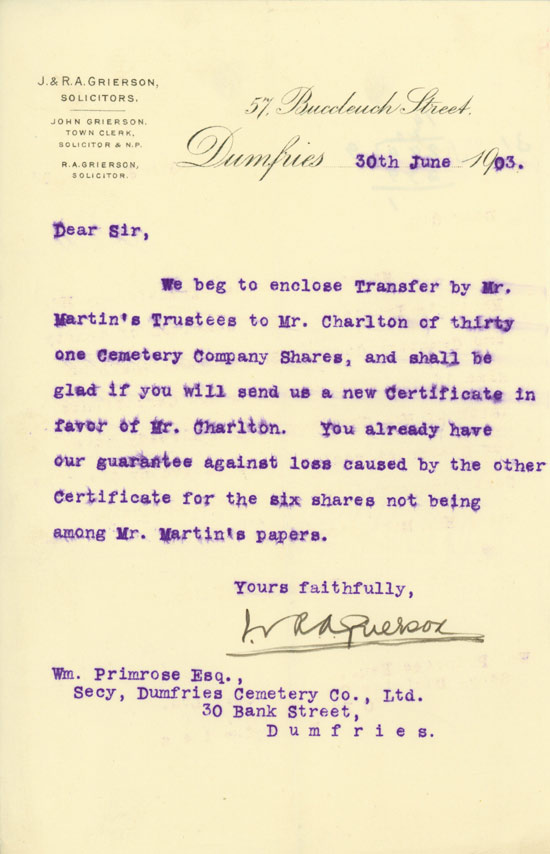 J. & R.A. GRIERSON,
SOLICITORS.
JOHN GRIERSON,
TOWN CLERK,
SOLICITOR & N.P.
R.A. GRIERSON,
SOLICITOR.
57, Buccleuch Street.
Dumfries 30th June 1903.
Dear Sir,
We beg to enclose Transfer by Mr.
Martin's Trustees to Mr. Charlton of thirty
one Cemetery Company Shares, and shall be
glad if you will send us a new Certificate in
favor of Mr. Charlton. You already have
our guarantee against loss caused by the other
Certificate for the six shares not being
among Mr. Martin's papers.
Yours faithfully,
J. & R.A. Grierson
Wm. Primrose Esq.,
Secy, Dumfries Cemetery Co., Ltd.
30 Bank Street,
Dumfries.